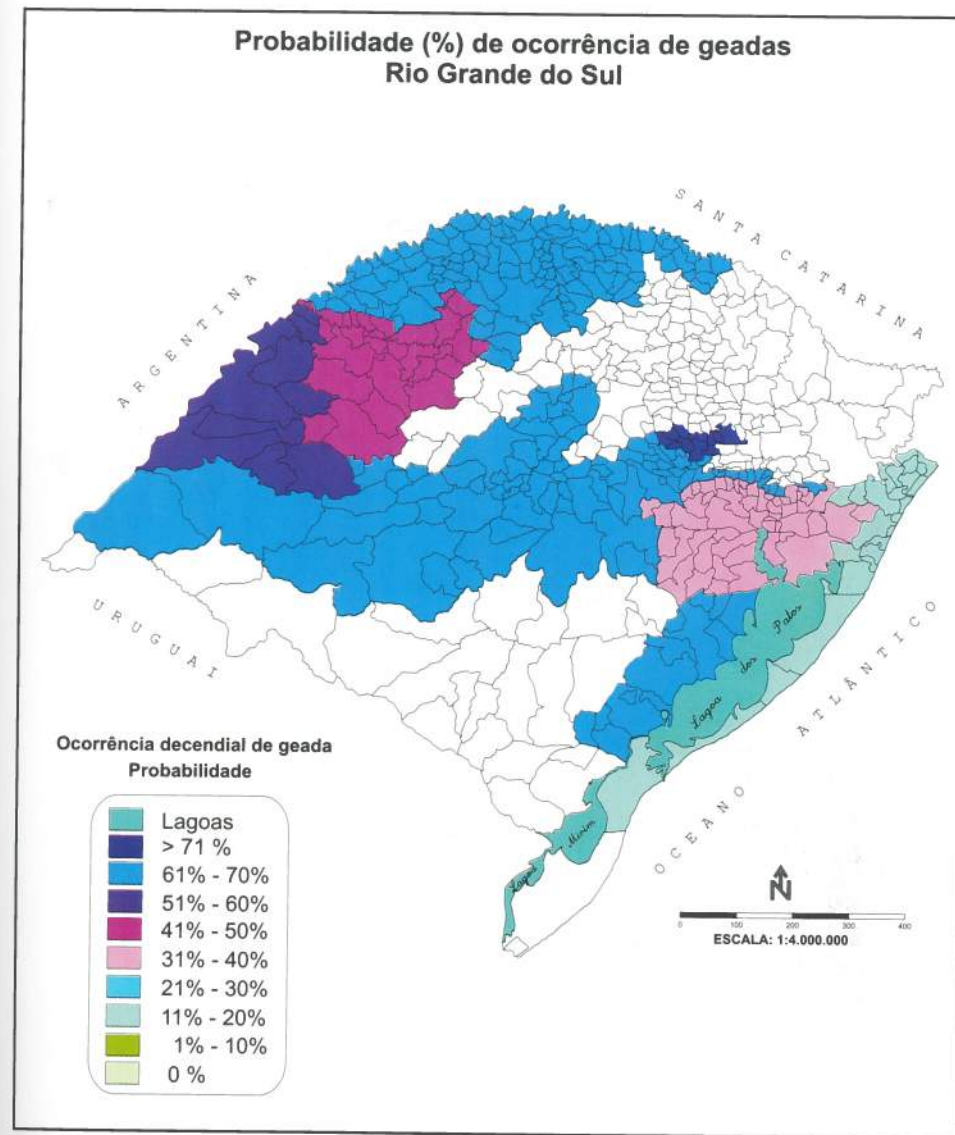 Probabilidade (%) de ocorrência de geadas
Rio Grande do Sul
SANTA CATARINA
ARGENTINA
URUGUAI
OCEANO ATLÂNTICO
Lagoa dos Patos
Lagoa Mirim
Ocorrência decendial de geada
Probabilidade
Lagoas
> 71 %
61% - 70%
51% - 60%
41% - 50%
31% - 40%
21% - 30%
11% - 20%
1% - 10%
0 %
N
0 100 200 300 400
ESCALA: 1:4.000.000